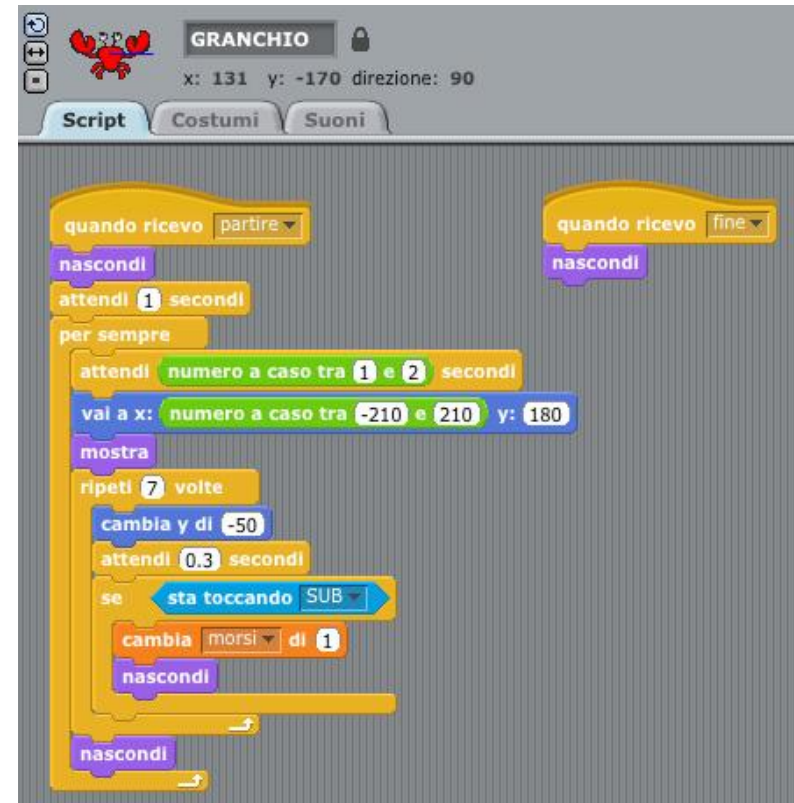 GRANCHIO
x: 131 y: -170 direzione: 90
Script Costumi Suoni
quando ricevo partire
nascondi
attendi 1 secondi
per sempre
attendi numero a caso tra 1 e 2 secondi
vai a x: numero a caso tra -210 e 210 y: 180
mostra
ripeti 7 volte
cambia y di -50
attendi 0.3 secondi
se sta toccando SUB
cambia morsi di 1
nascondi
nascondi
quando ricevo fine
nascondi